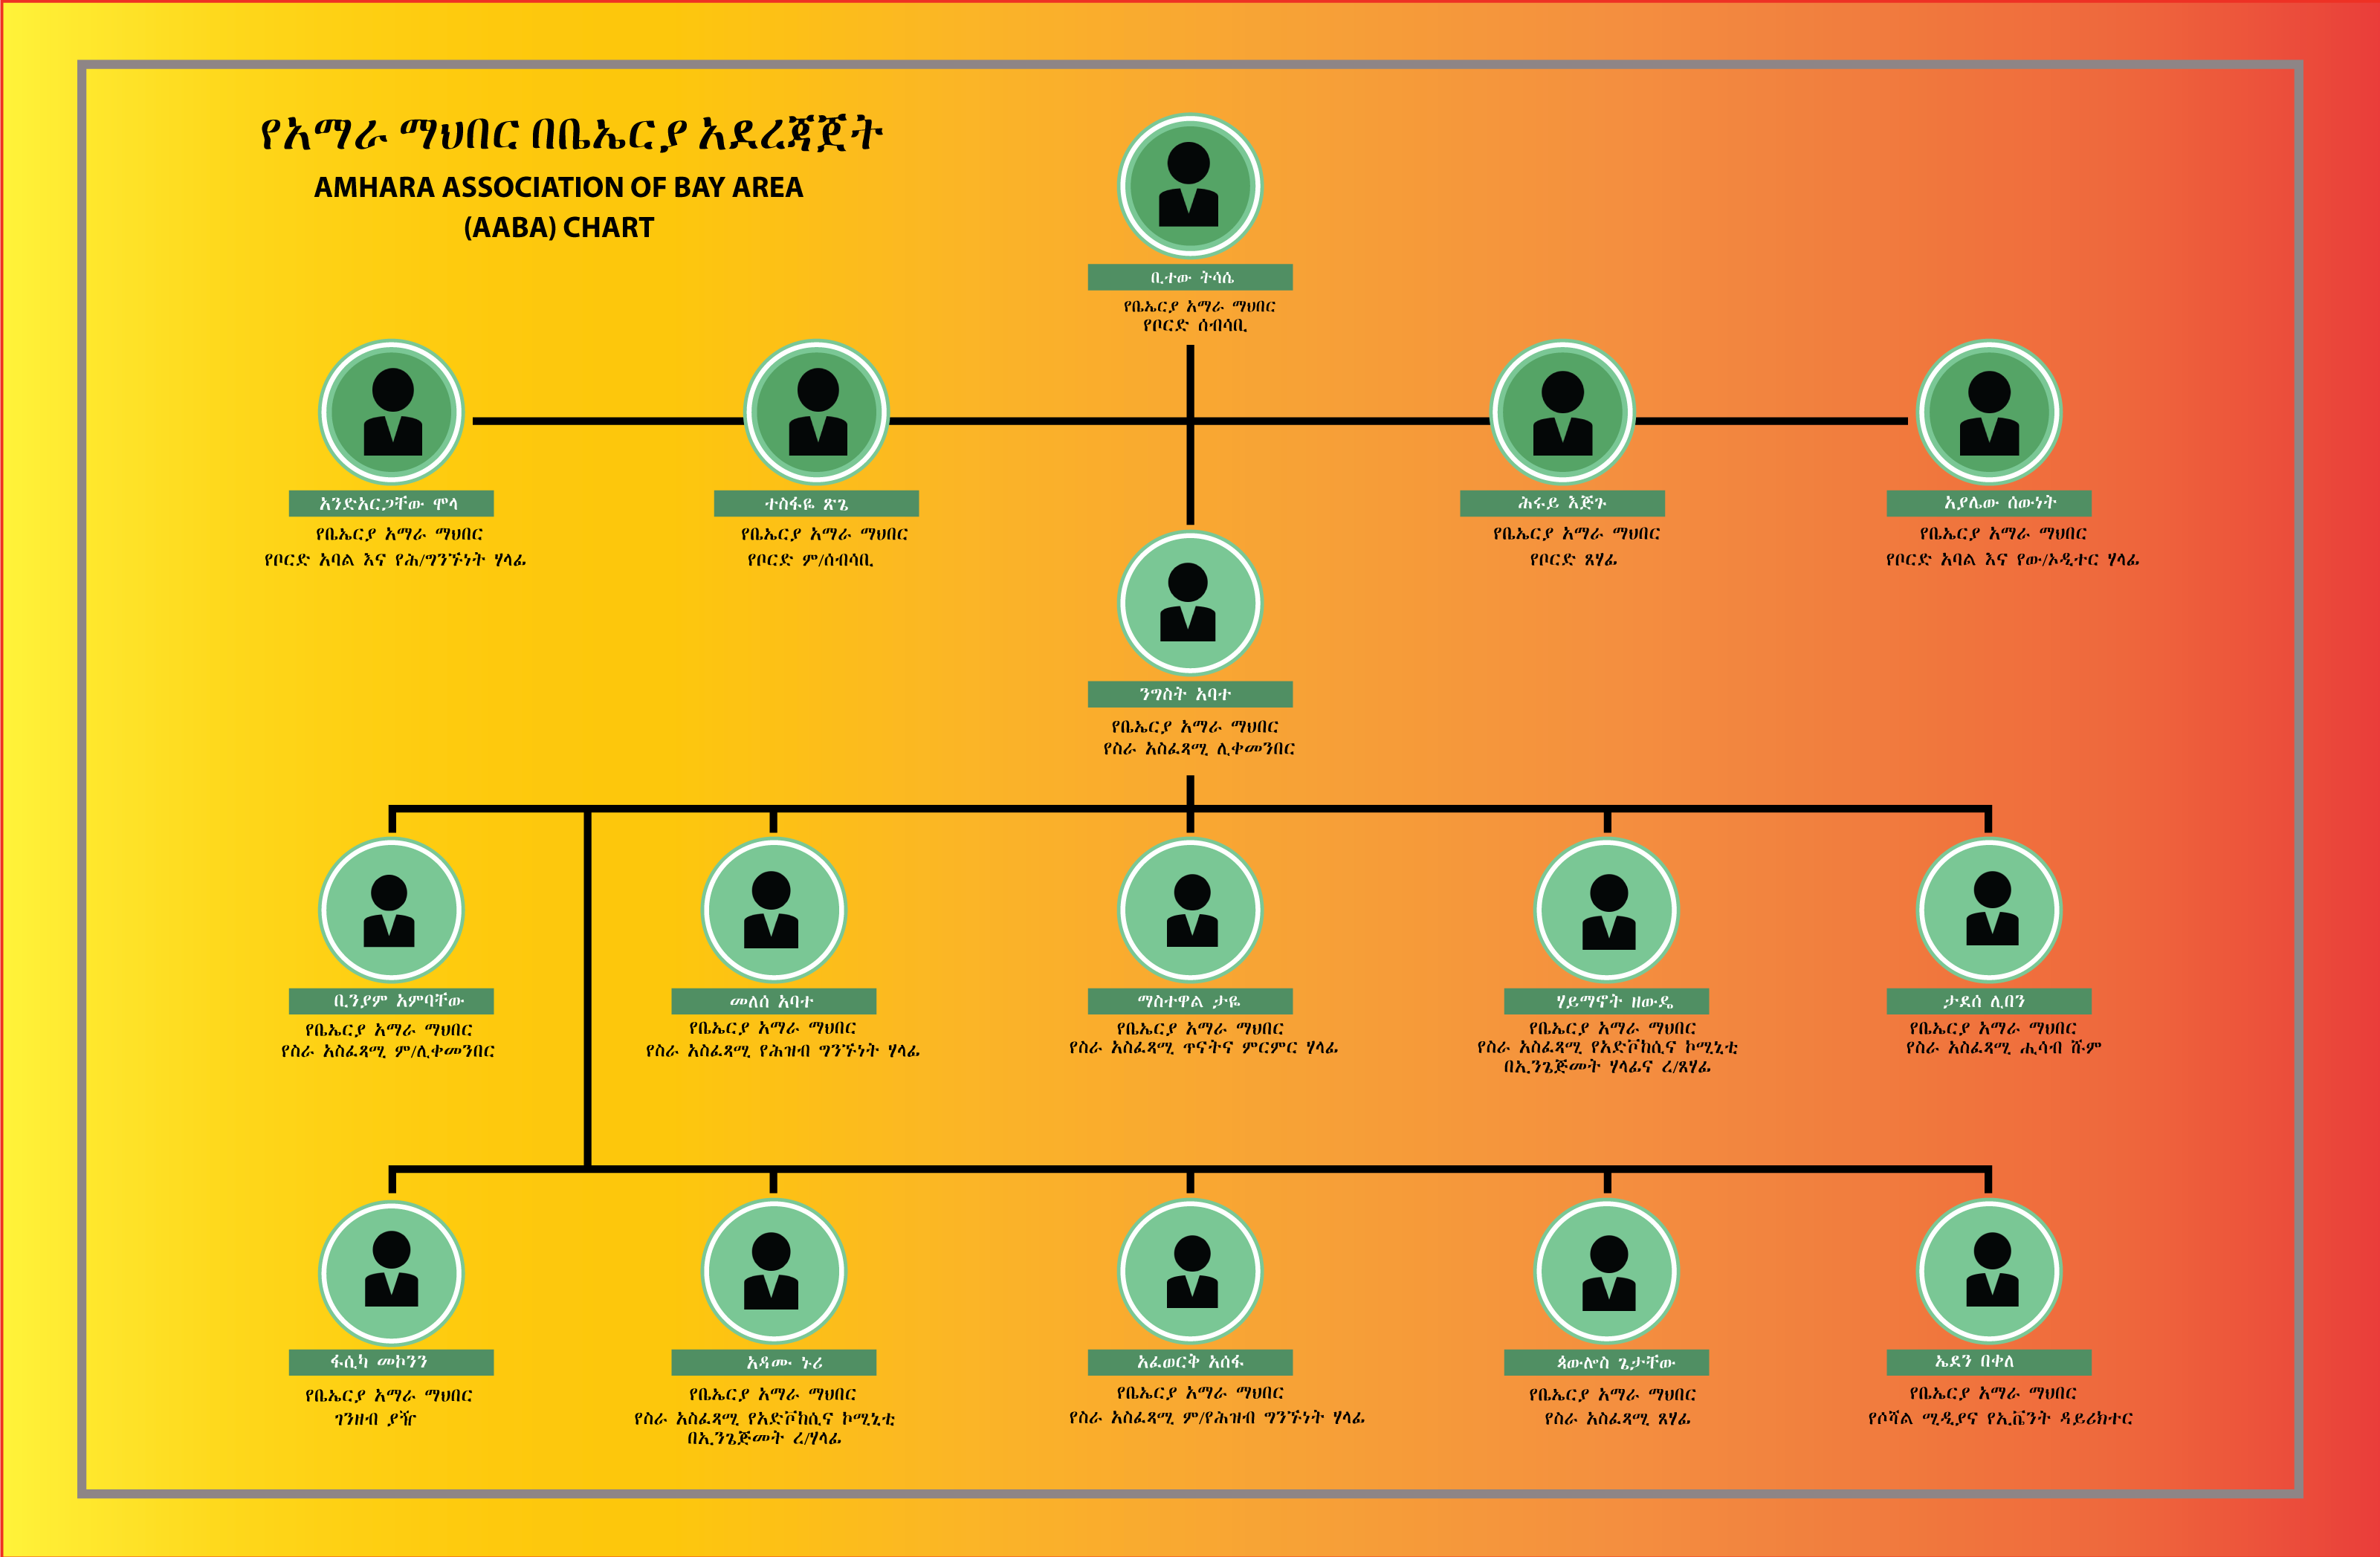 የአማራ ማህበር በቤኤርያ አደረጃጀት
AMHARA ASSOCIATION OF BAY AREA
(AABA) CHART
ቢተው ትሳሴ
የቤኤርያ አማራ ማህበር
የቦርድ ሰብሳቢ
አንድአርጋቸው ሞላ
የቤኤርያ አማራ ማህበር
የቦርድ አባል እና የሕ/ግንኙነት ሃላፊ
ተስፋዬ ጽጌ
የቤኤርያ አማራ ማህበር
የቦርድ ም/ሰብሳቢ
ሕሩይ እጅጉ
የቤኤርያ አማራ ማህበር
የቦርድ ጸሃፊ
አያሌው ሰውነት
የቤኤርያ አማራ ማህበር
የቦርድ አባል እና የው/ኦዲተር ሃላፊ
ንግስት አባተ
የቤኤርያ አማራ ማህበር
የስራ አስፈጻሚ ሊቀመንበር
ቢንያም አምባቸው
የቤኤርያ አማራ ማህበር
የስራ አስፈጻሚ ም/ሊቀመንበር
መለሰ አባተ
የቤኤርያ አማራ ማህበር
የስራ አስፈጻሚ የሕዝብ ግንኙነት ሃላፊ
ማስተዋል ታዬ
የቤኤርያ አማራ ማህበር
የስራ አስፈጻሚ ጥናትና ምርምር ሃላፊ
ሃይማኖት ዘውዴ
የቤኤርያ አማራ ማህበር
የስራ አስፈጻሚ የአድቮከሲና ኮሚኒቲ
በኢንጌጅመት ሃላፊና ረ/ጸሃፊ
ታደሰ ሊበን
የቤኤርያ አማራ ማህበር
የስራ አስፈጻሚ ሒሳብ ሹም
ፋሲካ መኮንን
የቤኤርያ አማራ ማህበር
ገንዘብ ያዥ
አዳሙ ኑሪ
የቤኤርያ አማራ ማህበር
የስራ አስፈጻሚ የአድቮከሲና ኮሚኒቲ
በኢንጌጅመት ረ/ሃላፊ
አፈወርቅ አሰፋ
የቤኤርያ አማራ ማህበር
የስራ አስፈጻሚ ም/የሕዝብ ግንኙነት ሃላፊ
ጳውሎስ ጌታቸው
የቤኤርያ አማራ ማህበር
የስራ አስፈጻሚ ጸሃፊ
ኤደን በቀለ
የቤኤርያ አማራ ማህበር
የሶሻል ሚዲያና የኢቨንት ዳይሪክተር